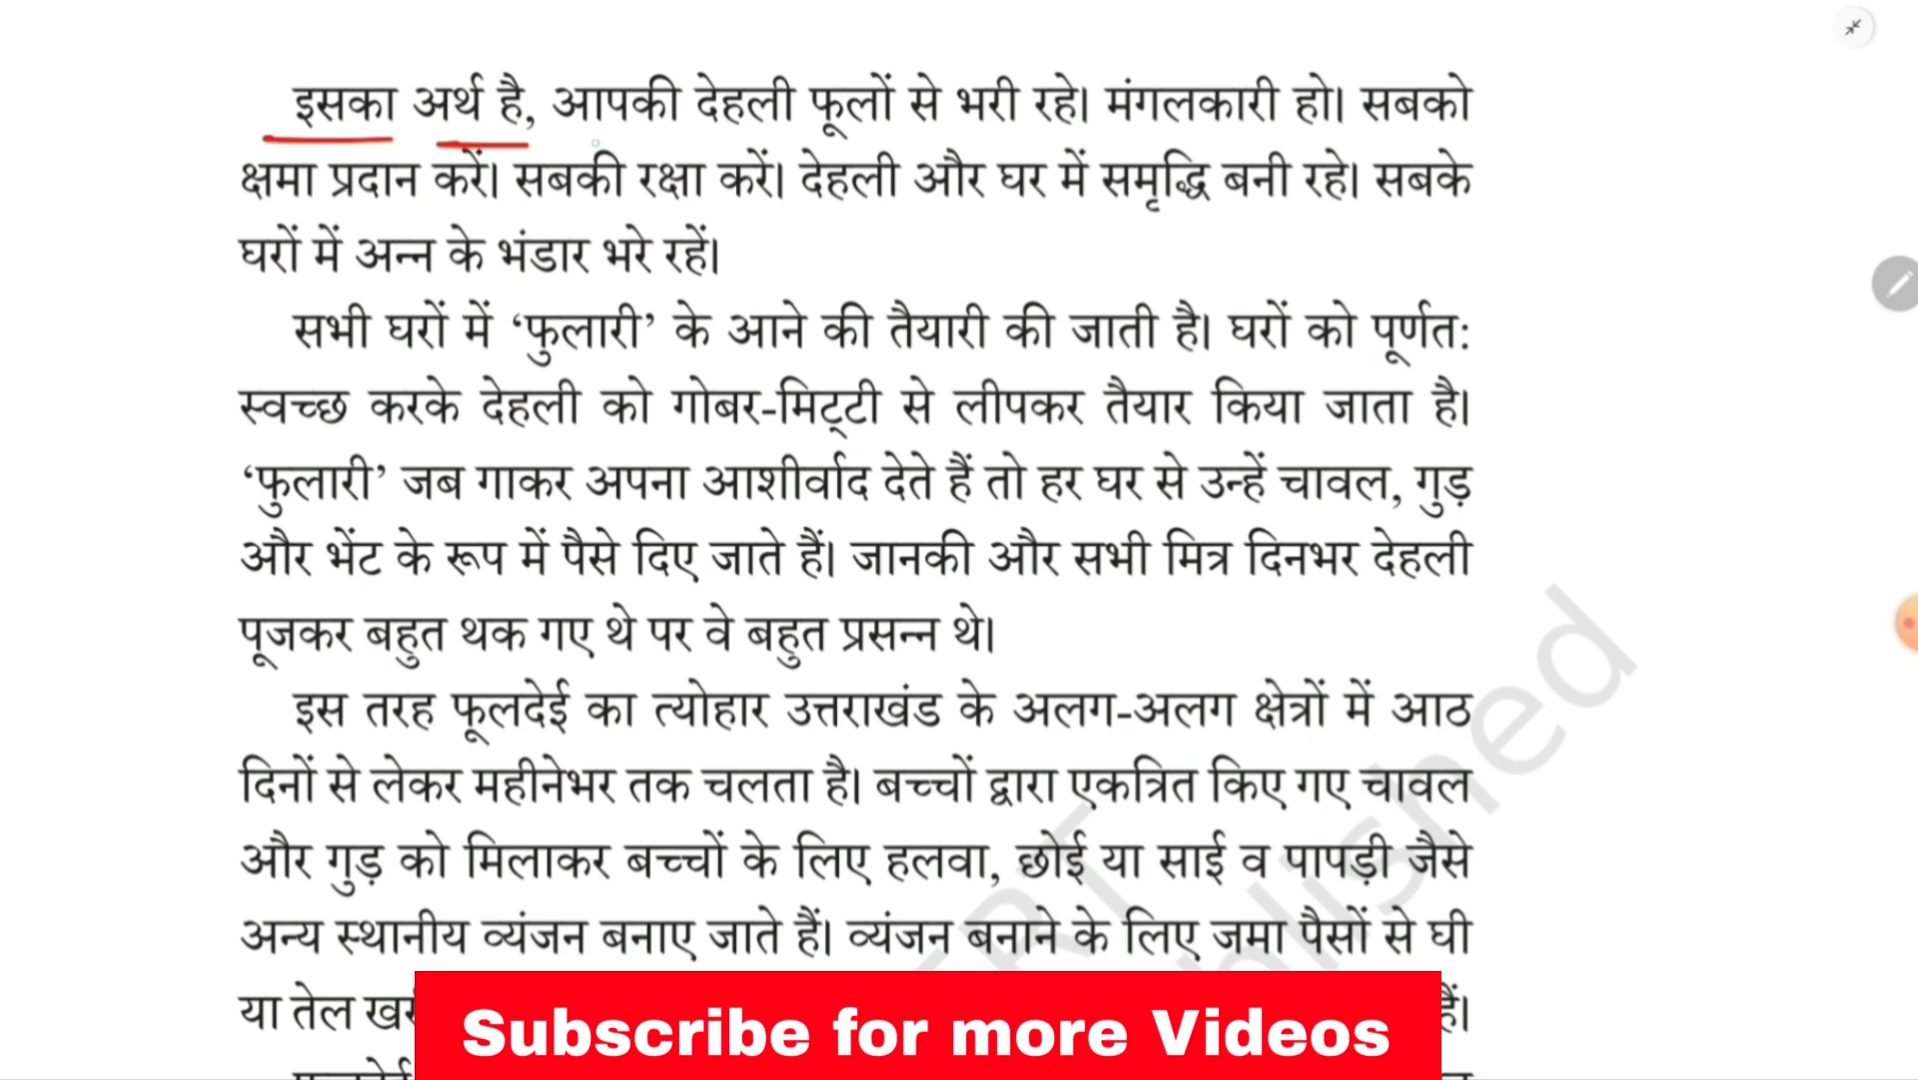 इसका अर्थ है, आपकी देहली फूलों से भरी रहे। मंगलकारी हो। सबको
क्षमा प्रदान करें। सबकी रक्षा करें। देहली और घर में समृद्धि बनी रहे। सबके
घरों में अन्न के भंडार भरे रहें।
सभी घरों में ‘फुलारी’ के आने की तैयारी की जाती है। घरों को पूर्णत:
स्वच्छ करके देहली को गोबर-मिट्टी से लीपकर तैयार किया जाता है।
‘फुलारी’ जब गाकर अपना आशीर्वाद देते हैं तो हर घर से उन्हें चावल, गुड़
और भेंट के रूप में पैसे दिए जाते हैं। जानकी और सभी मित्र दिनभर देहली
पूजकर बहुत थक गए थे पर वे बहुत प्रसन्न थे।
इस तरह फूलदेई का त्योहार उत्तराखंड के अलग-अलग क्षेत्रों में आठ
दिनों से लेकर महीनेभर तक चलता है। बच्चों द्वारा एकत्रित किए गए चावल
और गुड़ को मिलाकर बच्चों के लिए हलवा, छोई या साई व पापड़ी जैसे
अन्य स्थानीय व्यंजन बनाए जाते हैं। व्यंजन बनाने के लिए जमा पैसों से घी
या तेल
हैं।
Subscribe for more Videos